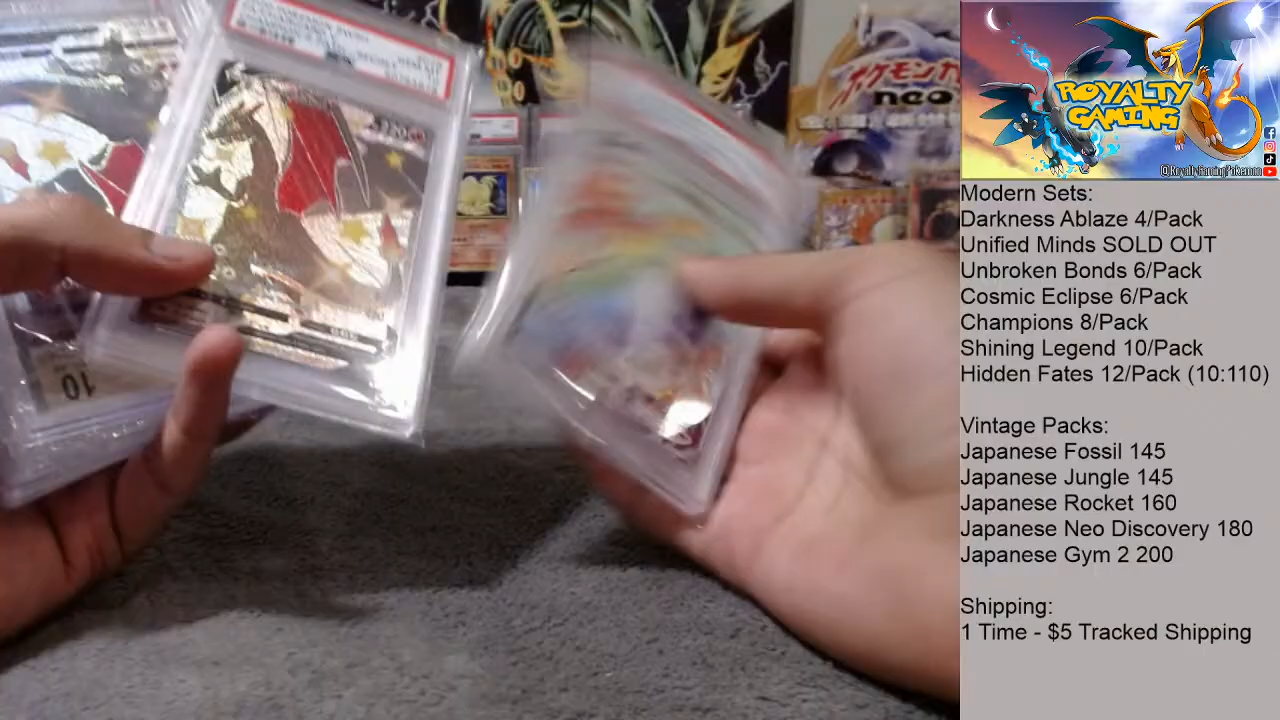 ROYALTY
GAMING
@RoyaltyGamingPokemon
Modern Sets:
Darkness Ablaze 4/Pack
Unified Minds SOLD OUT
Unbroken Bonds 6/Pack
Cosmic Eclipse 6/Pack
Champions 8/Pack
Shining Legend 10/Pack
Hidden Fates 12/Pack (10:110)
Vintage Packs:
Japanese Fossil 145
Japanese Jungle 145
Japanese Rocket 160
Japanese Neo Discovery 180
Japanese Gym 2 200
Shipping:
1 Time - $5 Tracked Shipping
ポケモンカ
neo
10